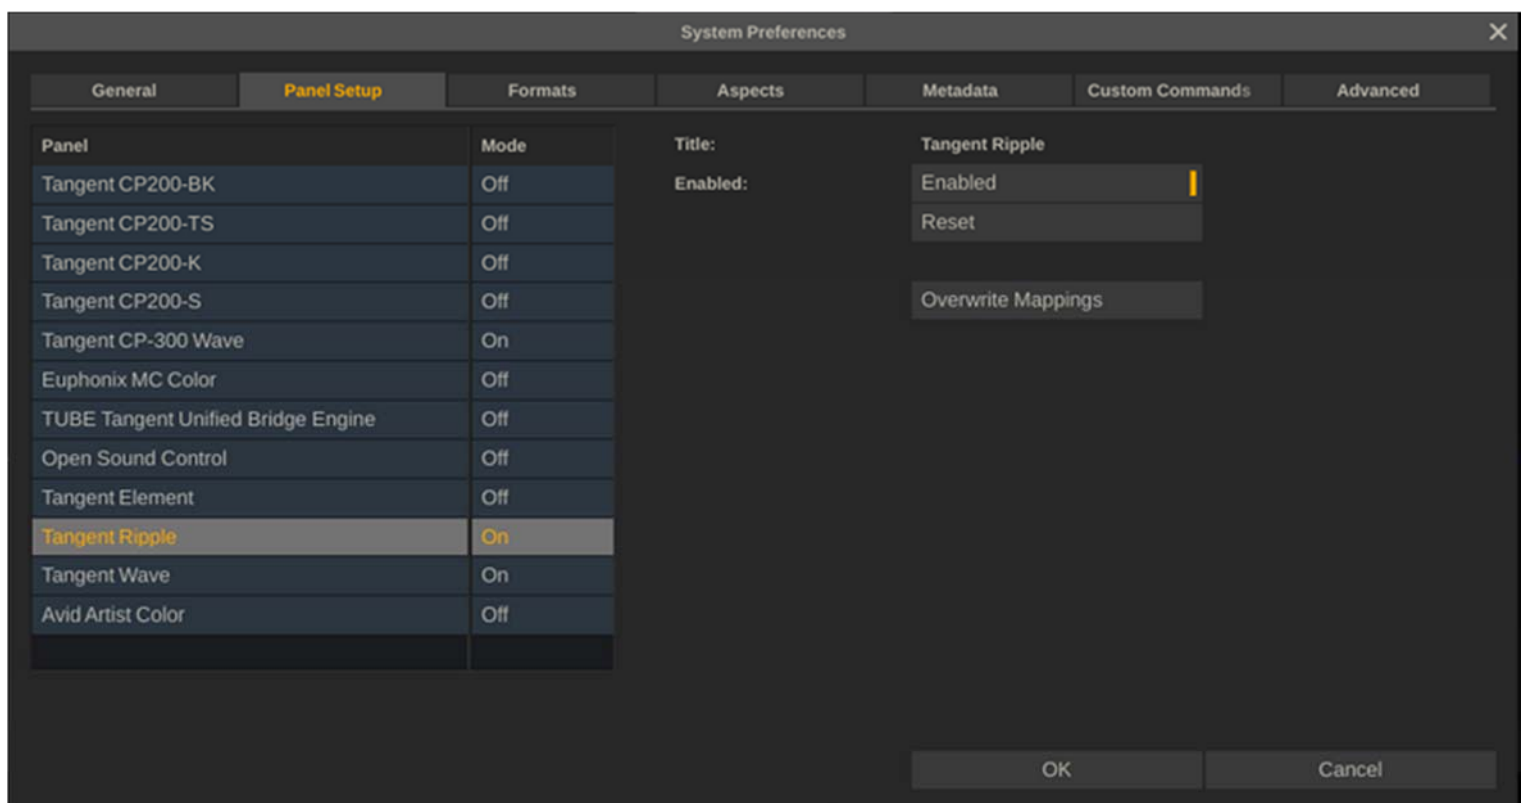 System Preferences
General Panel Setup Formats Aspects Metadata Custom Commands Advanced
Panel Mode Title: Tangent Ripple
Tangent CP200-BK Off Enabled: Enabled
Tangent CP200-TS Off Reset
Tangent CP200-K Off
Tangent CP200-S Off Overwrite Mappings
Tangent CP-300 Wave On
Euphonix MC Color Off
TUBE Tangent Unified Bridge Engine Off
Open Sound Control Off
Tangent Element Off
Tangent Ripple On
Tangent Wave On
Avid Artist Color Off
OK Cancel